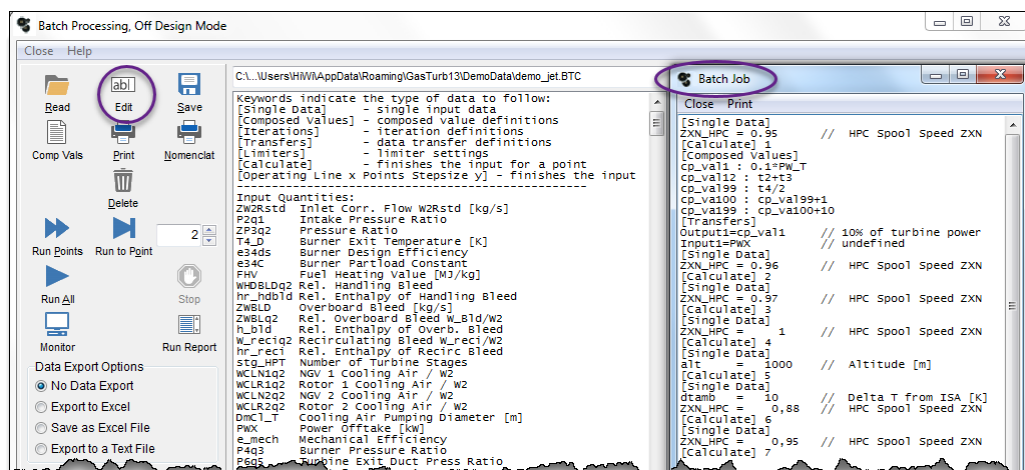 Batch Processing, Off Design Mode
Close Help
Read
Edit
Save
Comp Vals
Print
Nomenclat
Delete
Run Points
Run to Point
2
Run All
Stop
Monitor
Run Report
Data Export Options
No Data Export
Export to Excel
Save as Excel File
Export to a Text File
C:\...\Users\HiWi\AppData\Roaming\GasTurb13\DemoData\demo_jet.BTC
Keywords indicate the type of data to follow:
[Single Data] - single input data
[Composed Values] - composed value definitions
[Iterations] - iteration definitions
[Transfers] - data transfer definitions
[Limiters] - limiter settings
[Calculate] - finishes the input for a point
[Operating Line x Points Stepsize y] - finishes the input
--------------------------------------------------
Input Quantities:
ZW2Rstd Inlet Corr. Flow W2Rstd [kg/s]
P2q1 Intake Pressure Ratio
ZP3q2 Pressure Ratio
T4_D Burner Exit Temperature [K]
e34ds Burner Design Efficiency
e34C Burner Partload Constant
FHV Fuel Heating Value [MJ/kg]
WHDBLDq2 Rel. Handling Bleed
hr_hdbld Rel. Enthalpy of Handling Bleed
ZWBLD Overboard Bleed [kg/s]
ZWBLq2 Rel. Overboard Bleed W_Bld/W2
h_bld Rel. Enthalpy of Overb. Bleed
W_reciq2 Recirculating Bleed W_reci/W2
hr_reci Rel. Enthalpy of Recirc Bleed
stg_HPT Number of Turbine Stages
WCLN1q2 NGV 1 Cooling Air / W2
WCLR1q2 Rotor 1 Cooling Air / W2
WCLN2q2 NGV 2 Cooling Air / W2
WCLR2q2 Rotor 2 Cooling Air / W2
DmCl_T Cooling Air Pumping Diameter [m]
PWX Power Offtake [kW]
e_mech Mechanical Efficiency
P4q3 Burner Pressure Ratio
P6q5 Turbine Exit Duct Press Ratio
Batch Job
Close Print
[Single Data]
ZXN_HPC = 0.95 // HPC Spool Speed ZXN
[Calculate] 1
[Composed Values]
cp_val1 : 0.1*PW_T
cp_val12 : t2+t3
cp_val99 : t4/2
cp_va100 : cp_val99+1
cp_va199 : cp_va100+10
[Transfers]
Output1=cp_val1 // 10% of turbine power
Input1=PWX // undefined
[Single Data]
ZXN_HPC = 0.96 // HPC Spool Speed ZXN
[Calculate] 2
[Single Data]
ZXN_HPC = 0.97 // HPC Spool Speed ZXN
[Calculate] 3
[Single Data]
ZXN_HPC = 1 // HPC Spool Speed ZXN
[Calculate] 4
[Single Data]
alt = 1000 // Altitude [m]
[Calculate] 5
[Single Data]
dtamb = 10 // Delta T from ISA [K]
ZXN_HPC = 0,88 // HPC Spool Speed ZXN
[Calculate] 6
[Single Data]
ZXN_HPC = 0,95 // HPC Spool Speed ZXN
[Calculate] 7